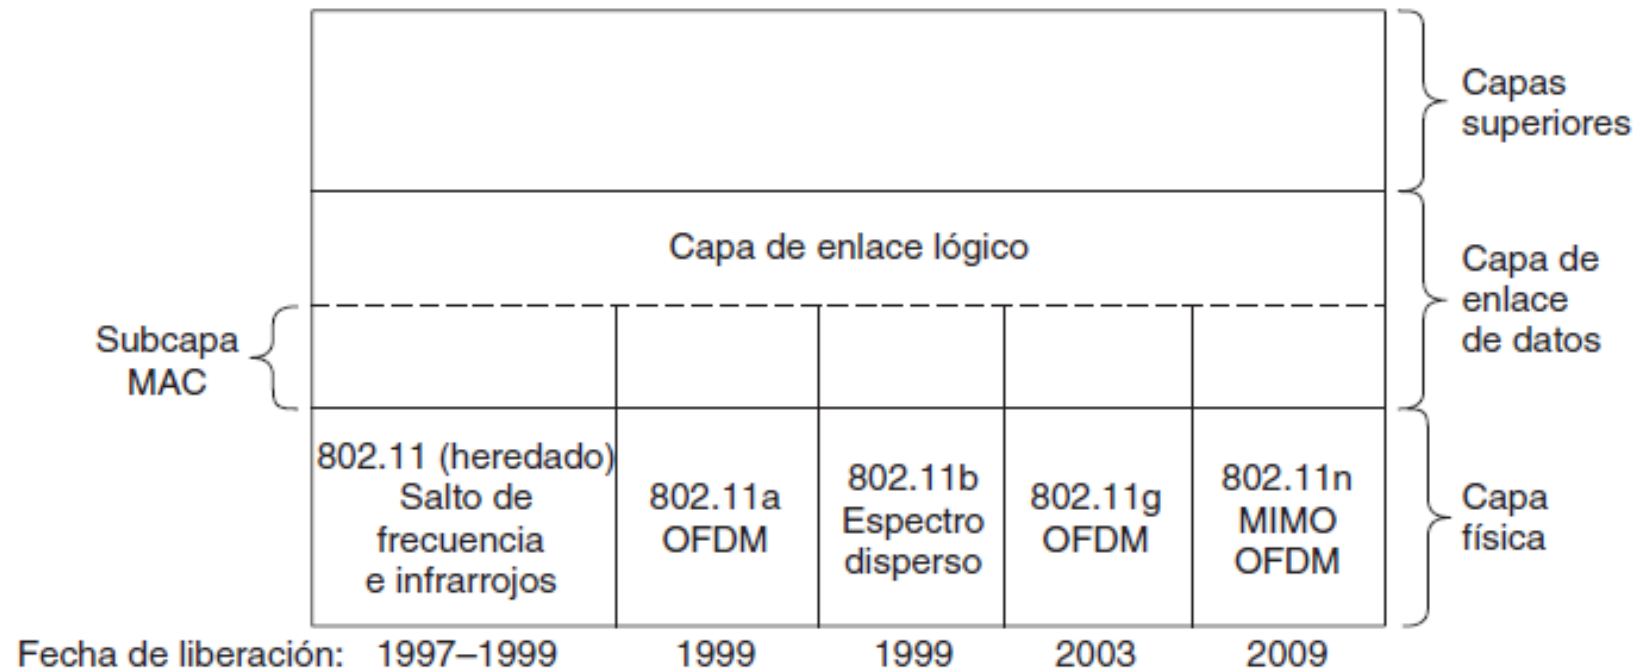 Capas
superiores
Capa de enlace lógico
Capa de
enlace
de datos
Subcapa
MAC
802.11 (heredado)
Salto de
frecuencia
e infrarrojos
802.11a
OFDM
802.11b
Espectro
disperso
802.11g
OFDM
802.11n
MIMO
OFDM
Capa
física
Fecha de liberación: 1997–1999 1999 1999 2003 2009